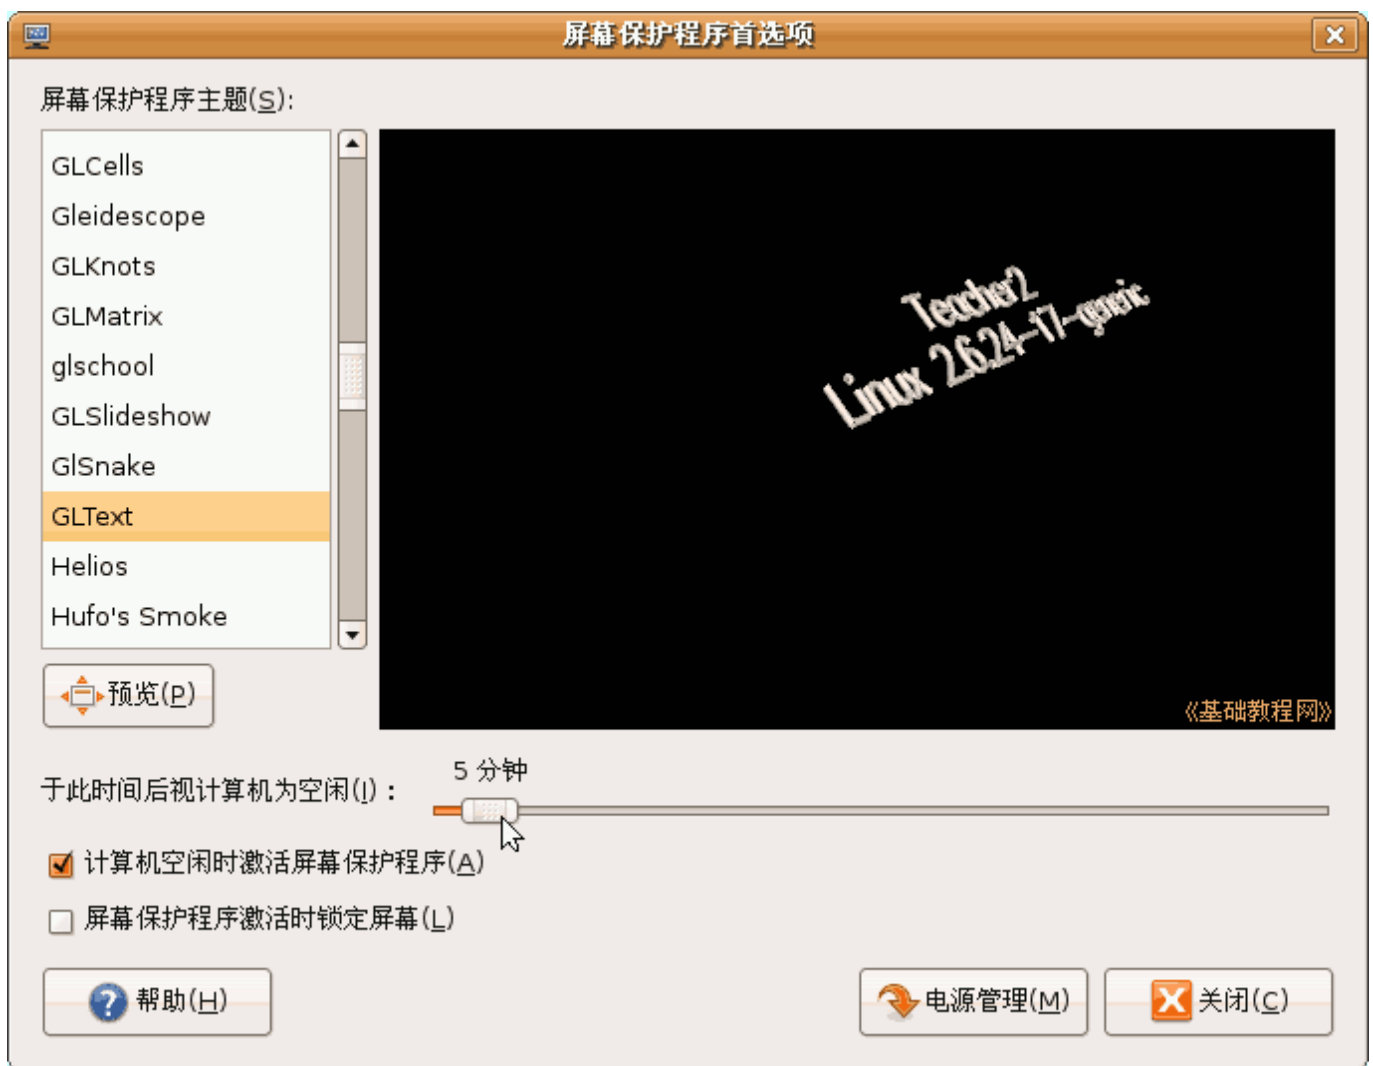 屏幕保护程序首选项
屏幕保护程序主题(S):
GLCells
Gleidescope
GLKnots
GLMatrix
glschool
GLSlideshow
GlSnake
GLText
Helios
Hufo's Smoke
Teacher2
Linux 2.6.24-17-generic
《基础教程网》
预览(P)
5 分钟
于此时间后视计算机为空闲(I)：
计算机空闲时激活屏幕保护程序(A)
屏幕保护程序激活时锁定屏幕(L)
帮助(H)
电源管理(M)
关闭(C)